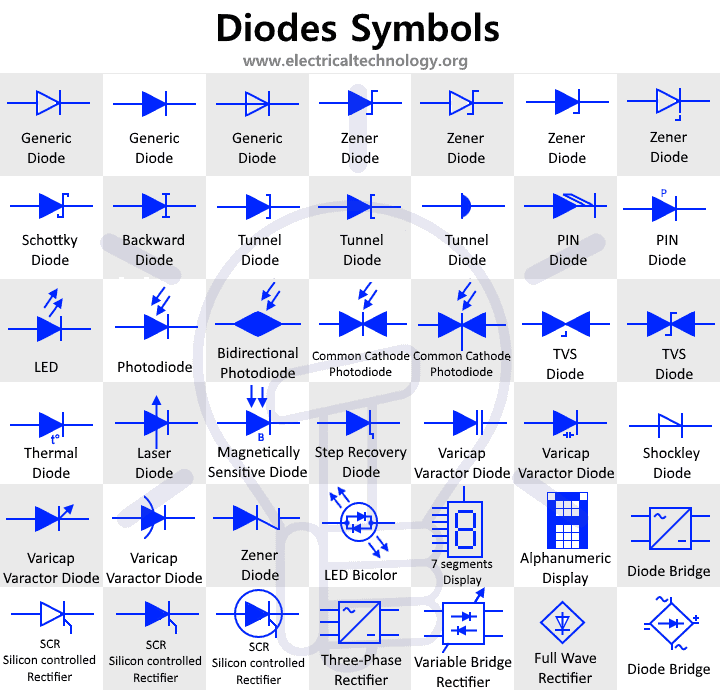 Diodes Symbols
www.electricaltechnology.org
Generic
Diode
Generic
Diode
Generic
Diode
Zener
Diode
Zener
Diode
Zener
Diode
Zener
Diode
P
Schottky
Diode
Backward
Diode
Tunnel
Diode
Tunnel
Diode
Tunnel
Diode
PIN
Diode
PIN
Diode
LED
Photodiode
Bidirectional
Photodiode
Common Cathode
Photodiode
Common Cathode
Photodiode
TVS
Diode
TVS
Diode
t°
Thermal
Diode
Laser
Diode
B
Magnetically
Sensitive Diode
Step Recovery
Diode
Varicap
Varactor Diode
Varicap
Varactor Diode
Shockley
Diode
Varicap
Varactor Diode
Varicap
Varactor Diode
Zener
Diode
LED Bicolor
7 segments
Display
Alphanumeric
Display
~
–
Diode Bridge
SCR
Silicon controlled
Rectifier
SCR
Silicon controlled
Rectifier
SCR
Silicon controlled
Rectifier
~
–
Three-Phase
Rectifier
Variable Bridge
Rectifier
Full Wave
Rectifier
~
+
–
~
Diode Bridge